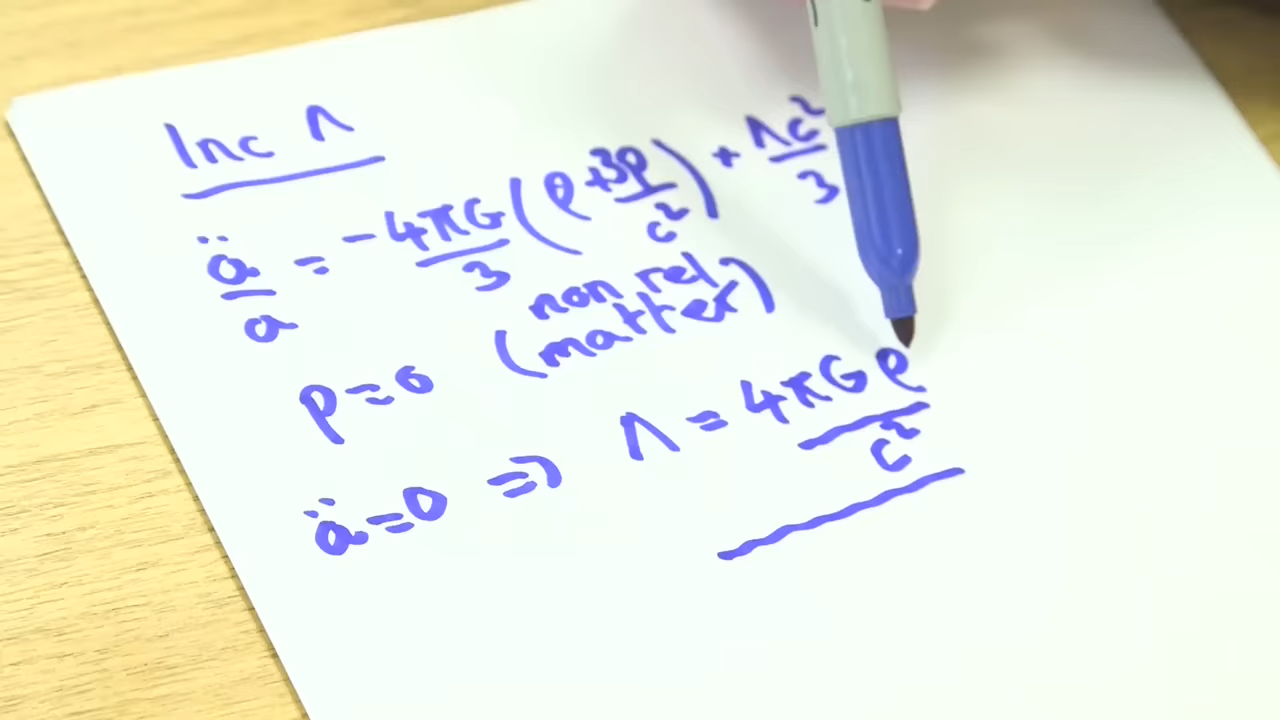 Inc Λ
ä/a = -4πG/3 (ρ + 3p/c²) + Λc²/3
p = 0 (non rel matter)
ä = 0 ⇒ Λ = 4πGρ/c²